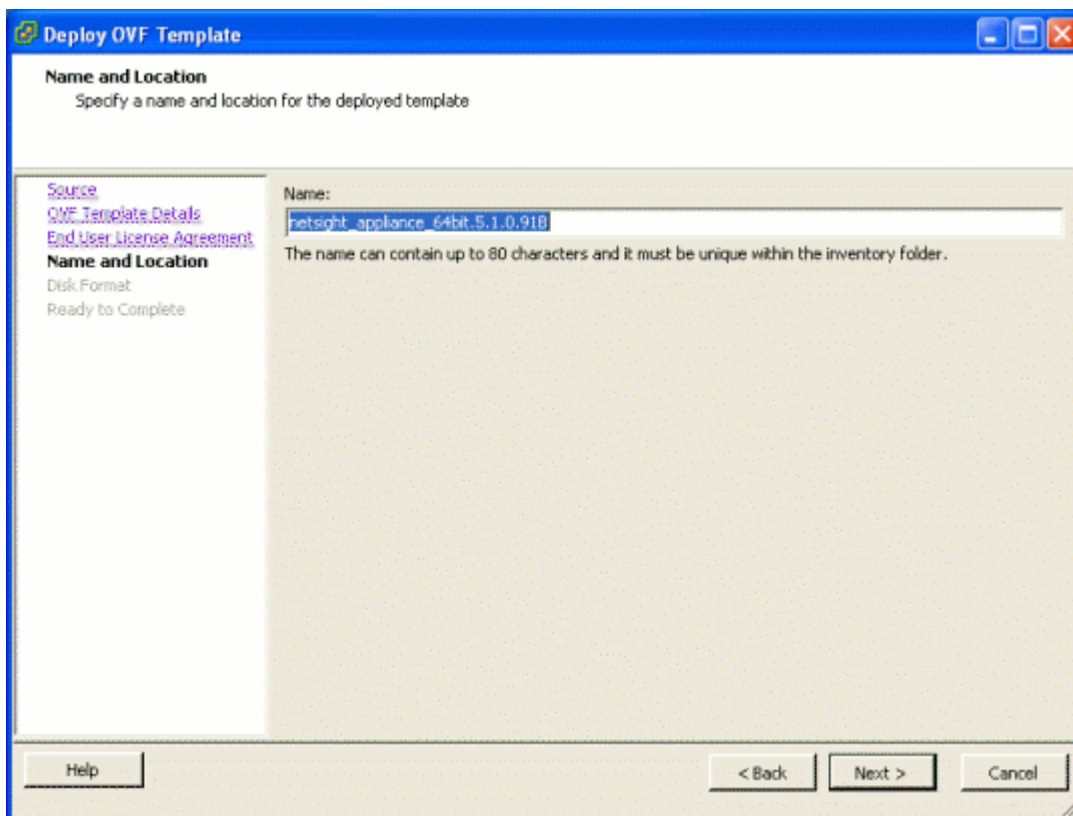 Deploy OVF Template
Name and Location
Specify a name and location for the deployed template
Source
OVF Template Details
End User License Agreement
Name and Location
Disk Format
Ready to Complete
Name:
netsight_appliance_64bit.5.1.0.918
The name can contain up to 80 characters and it must be unique within the inventory folder.
Help
< Back
Next >
Cancel